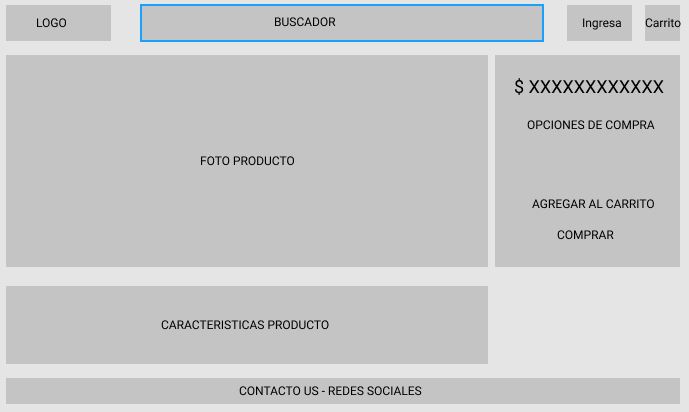 LOGO
BUSCADOR
Ingresa
Carrito
$ XXXXXXXXXXXX
OPCIONES DE COMPRA
FOTO PRODUCTO
AGREGAR AL CARRITO
COMPRAR
CARACTERISTICAS PRODUCTO
CONTACTO US - REDES SOCIALES